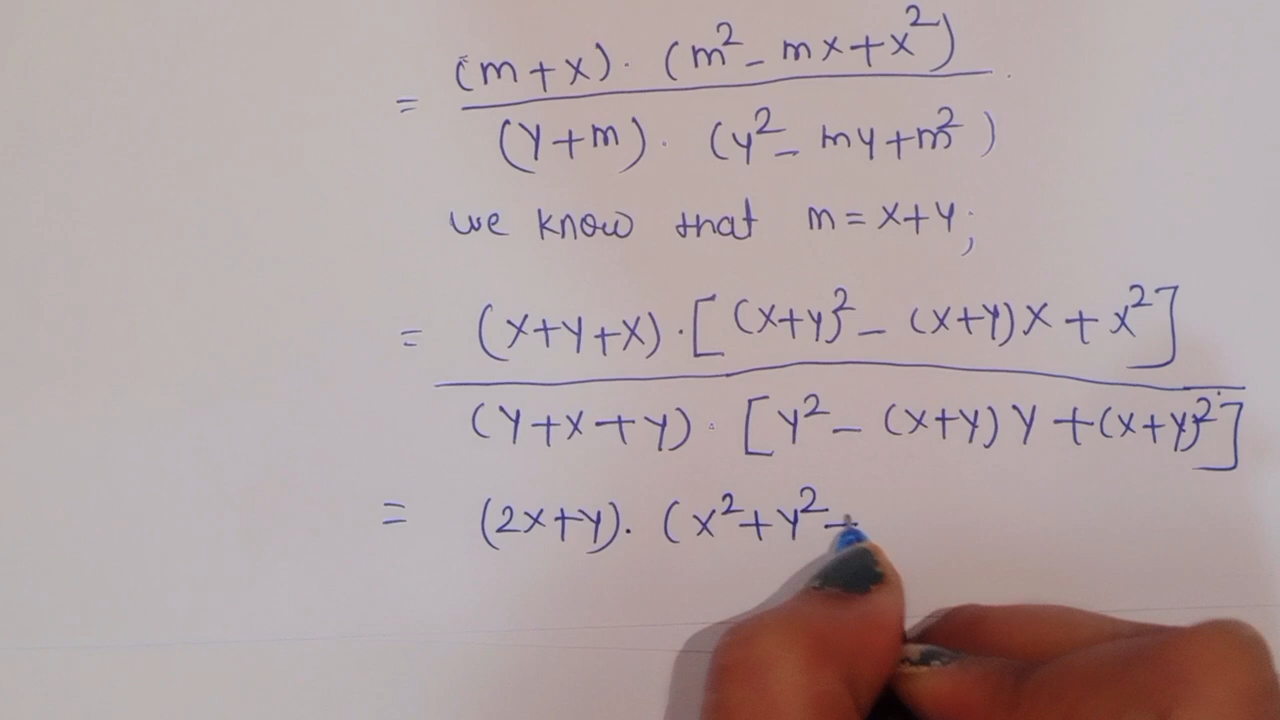 = (m+x). (m²- mx+x²)
(y+m). (y²- my+m²)
we know that m=x+y;
= (x+y+x).[(x+y)²- (x+y)x+x²]
(y+x+y). [y²- (x+y)y+(x+y)²]
= (2x+y). (x²+y²+